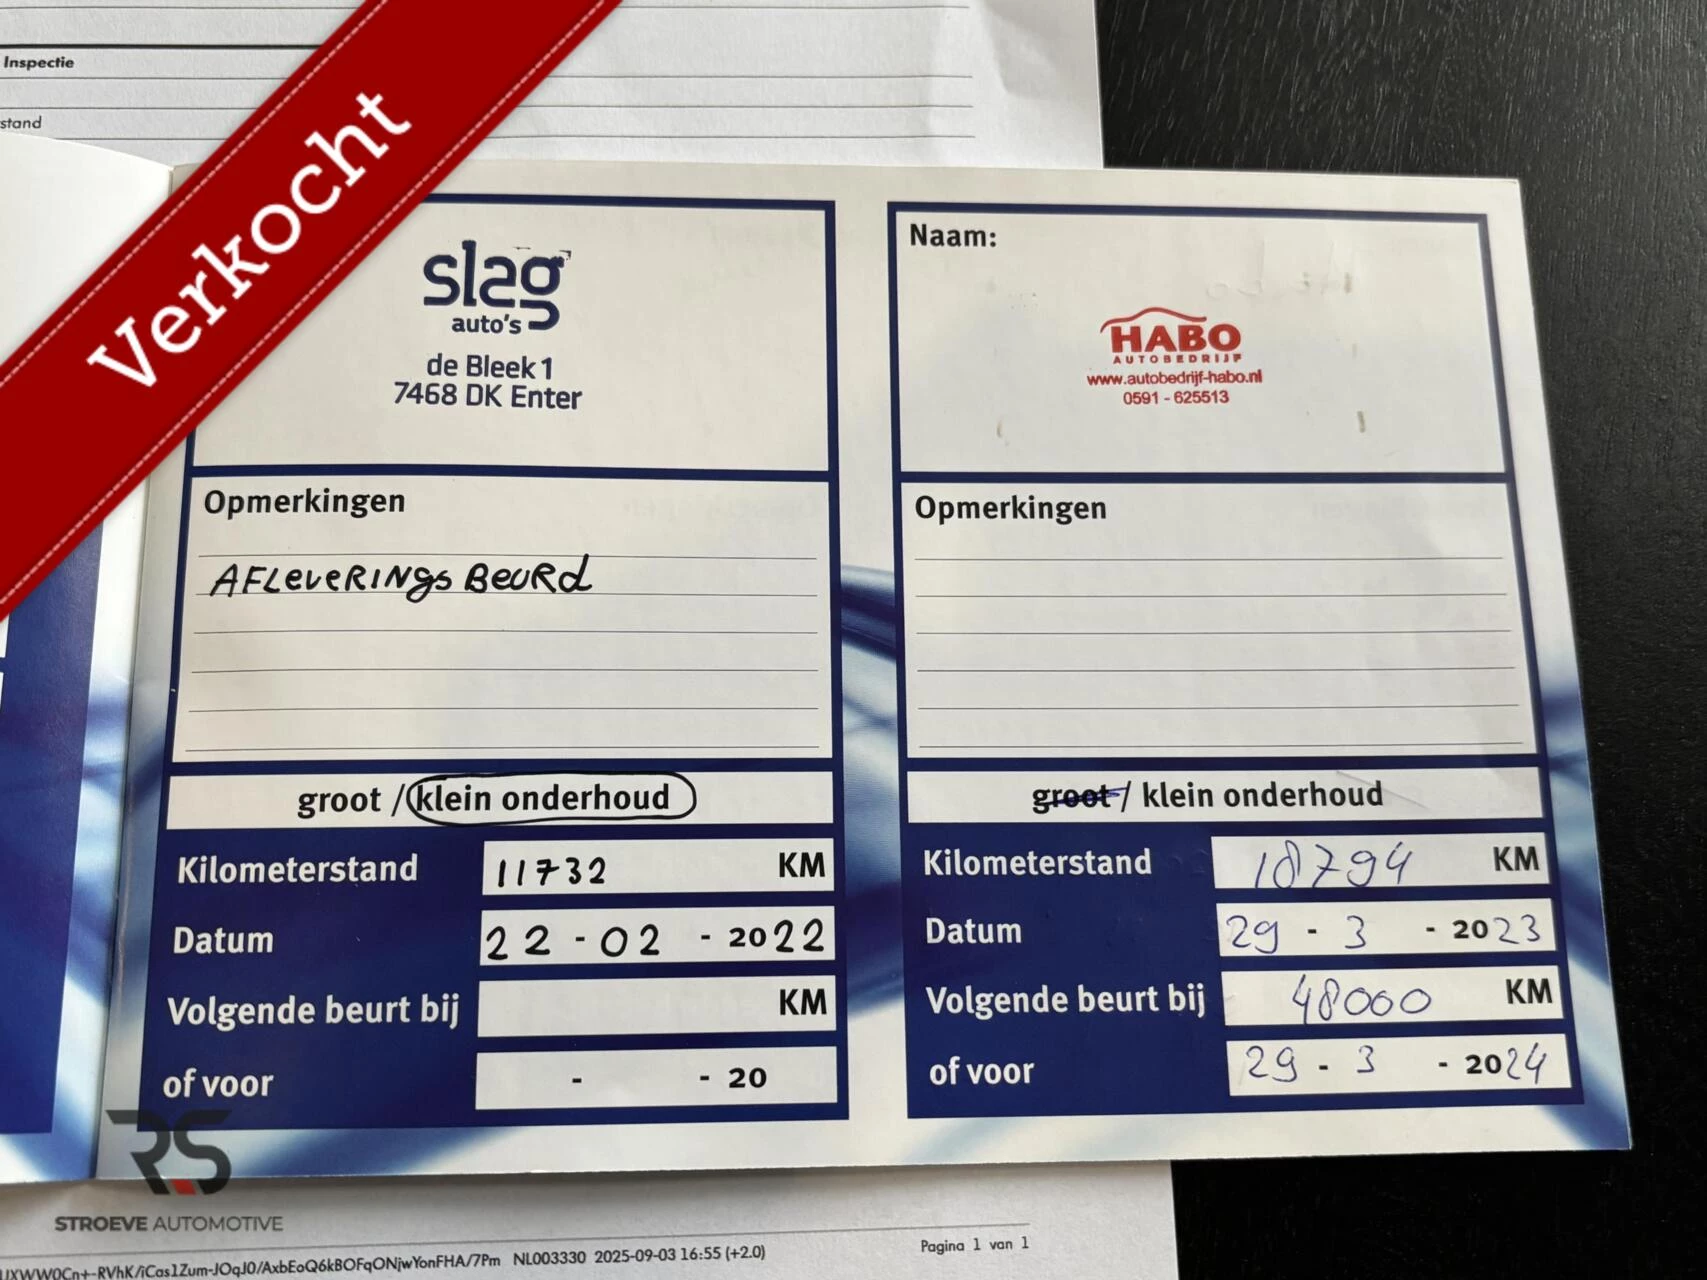 Inspectie
stand
Verkocht
slag
auto's
de Bleek 1
7468 DK Enter
Opmerkingen
AFLEVERINGS BEURD
groot / klein onderhoud
Kilometerstand 11732 KM
Datum 22 - 02 - 2022
Volgende beurt bij KM
of voor - - 20
Naam:
HABO
AUTOBEDRIJF
www.autobedrijf-habo.nl
0591 - 625513
Opmerkingen
groot / klein onderhoud
Kilometerstand 18794 KM
Datum 29 - 3 - 2023
Volgende beurt bij 48000 KM
of voor 29 - 3 - 2024
RS
STROEVE AUTOMOTIVE
NL003330 2025-09-03 16:55 (+2.0)
Pagina 1 van 1